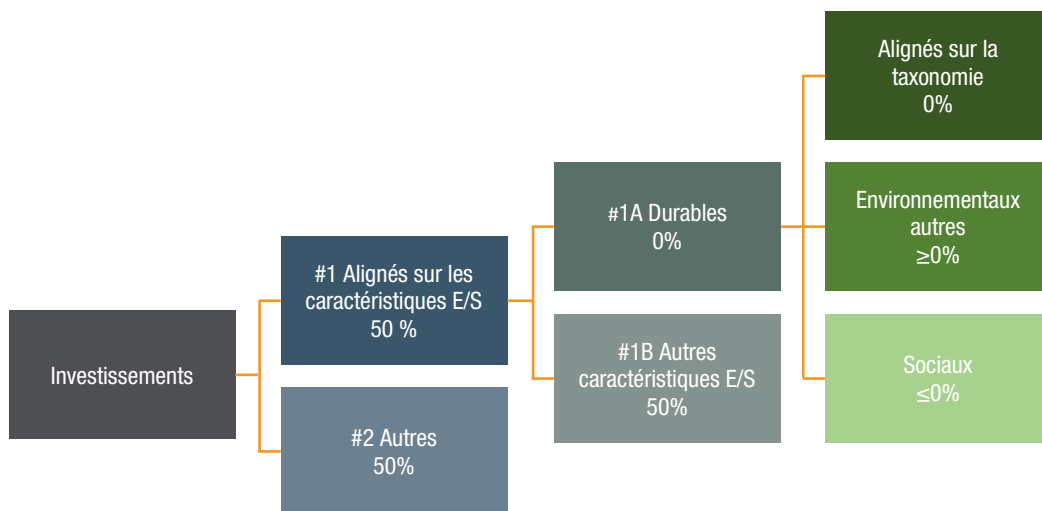 Investissements
#1 Alignés sur les
caractéristiques E/S
50 %
#2 Autres
50%
#1A Durables
0%
#1B Autres
caractéristiques E/S
50%
Alignés sur la
taxonomie
0%
Environnementaux
autres
≥0%
Sociaux
≤0%